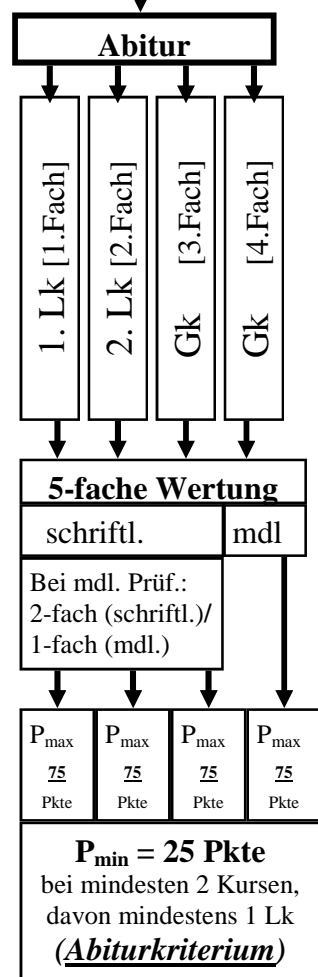 Abitur
1. Lk [1.Fach]
2. Lk [2.Fach]
Gk [3.Fach]
Gk [4.Fach]
5-fache Wertung
schriftl.
mdl
Bei mdl. Prüf.:
2-fach (schriftl.)/
1-fach (mdl.)
Pmax
75
Pkte
Pmax
75
Pkte
Pmax
75
Pkte
Pmax
75
Pkte
Pmin = 25 Pkte
bei mindesten 2 Kursen,
davon mindestens 1 Lk
(Abiturkriterium)